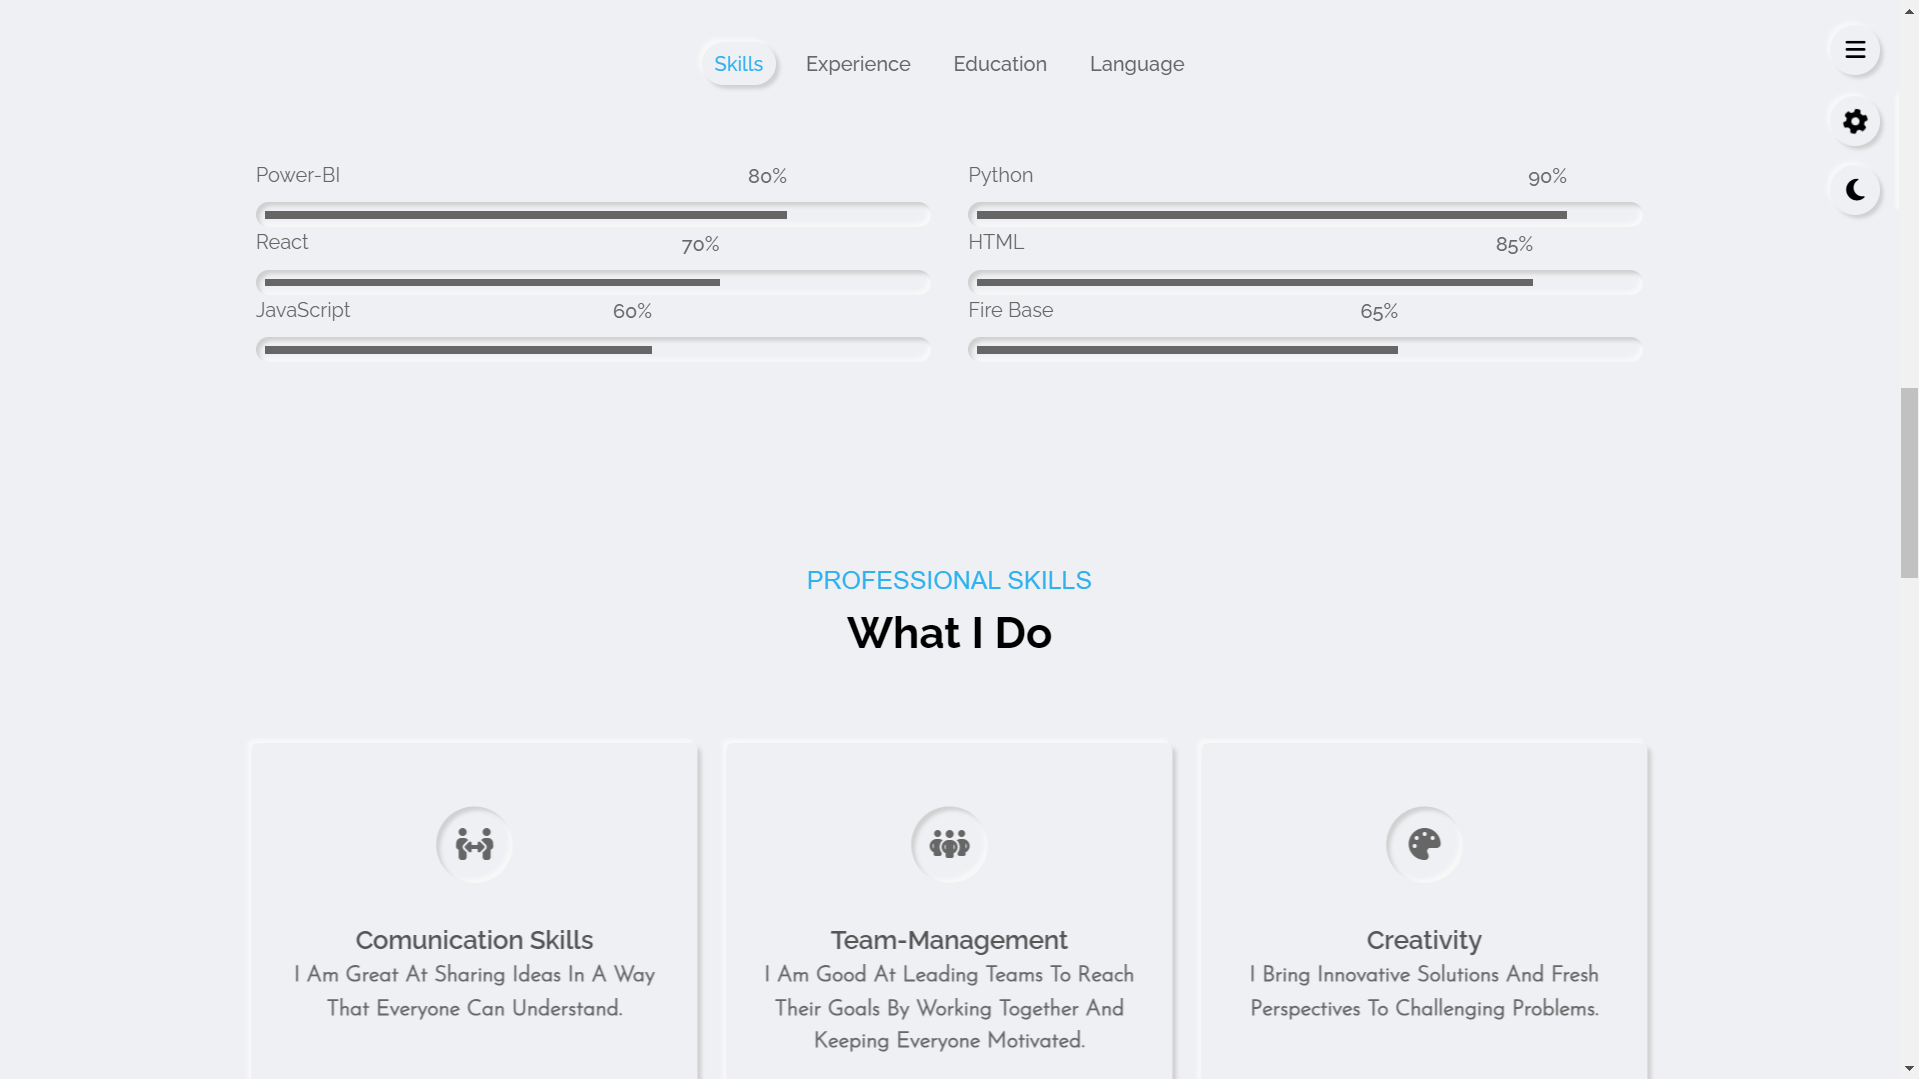 Skills Experience Education Language
Power-BI 80%
Python 90%
React 70%
HTML 85%
JavaScript 60%
Fire Base 65%
PROFESSIONAL SKILLS
What I Do
Comunication Skills
I Am Great At Sharing Ideas In A Way
That Everyone Can Understand.
Team-Management
I Am Good At Leading Teams To Reach
Their Goals By Working Together And
Keeping Everyone Motivated.
Creativity
I Bring Innovative Solutions And Fresh
Perspectives To Challenging Problems.